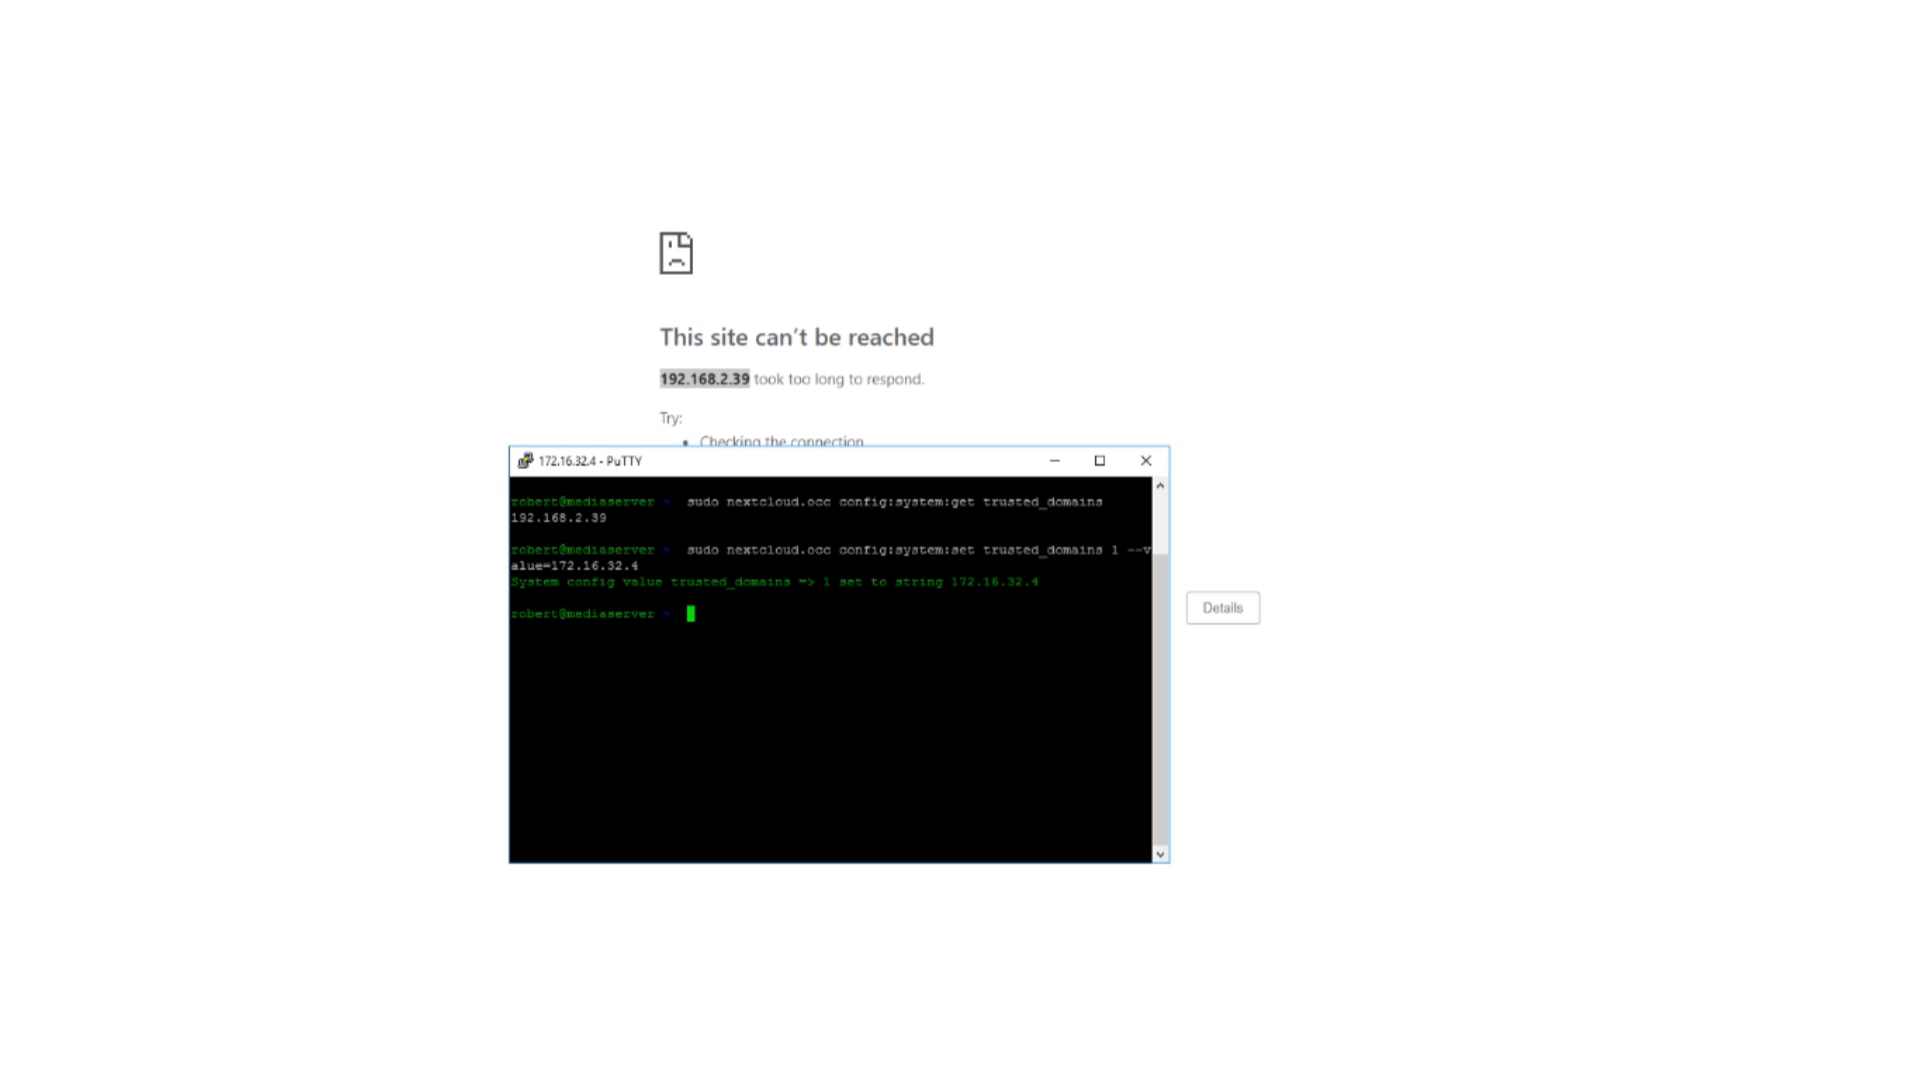 This site can't be reached
192.168.2.39 took too long to respond.
Try:
• Checking the connection
172.16.32.4 - PuTTY
robert@mediaserver ~ sudo nextcloud.occ config:system:get trusted_domains
192.168.2.39
robert@mediaserver ~ sudo nextcloud.occ config:system:set trusted_domains 1 --v
alue=172.16.32.4
System config value trusted_domains => 1 set to string 172.16.32.4
Details
robert@mediaserver ~